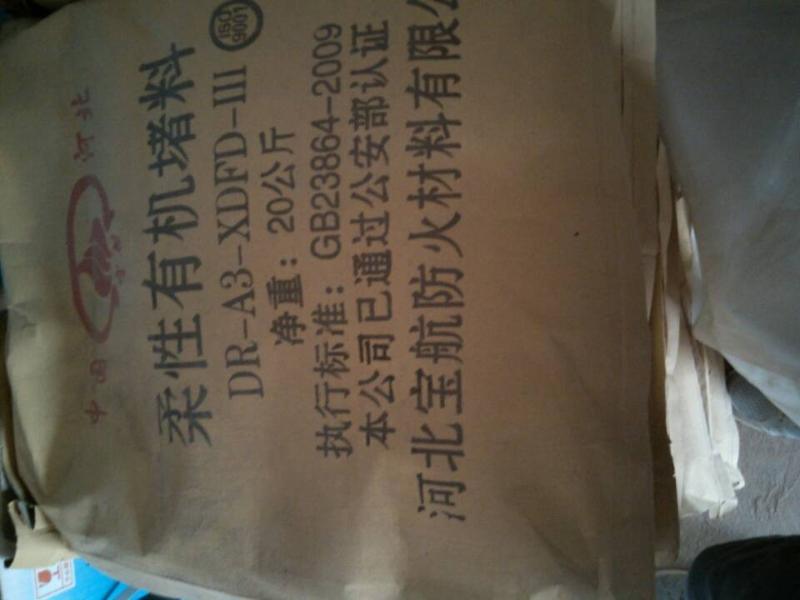 中国 河北
ISO
9001
柔性有机堵料
DR-A3-XDFD-III
净重：20公斤
执行标准：GB23864-2009
本公司已通过公安部认证
河北宝航防火材料有限公